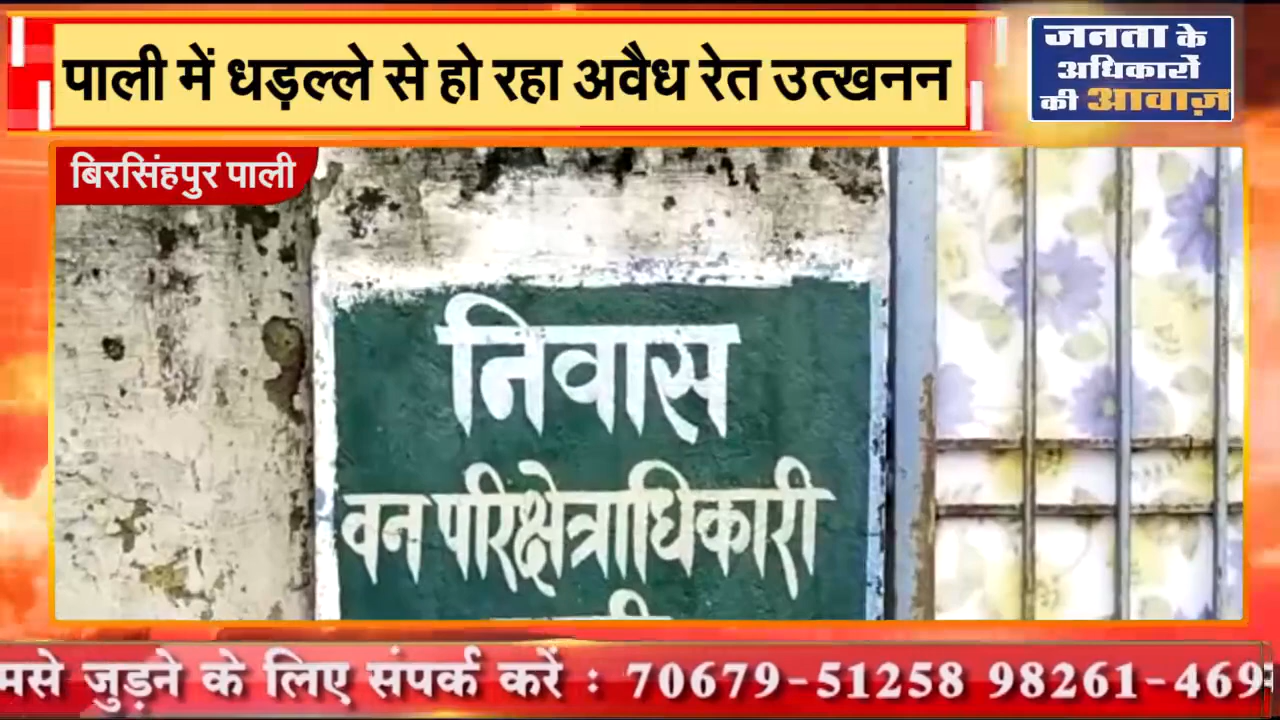 पाली में धड़ल्ले से हो रहा अवैध रेत उत्खनन
जनता के
अधिकारों
की आवाज़
बिरसिंहपुर पाली
निवास
वन परिक्षेत्राधिकारी
मसे जुड़ने के लिए संपर्क करें : 70679-51258 98261-469